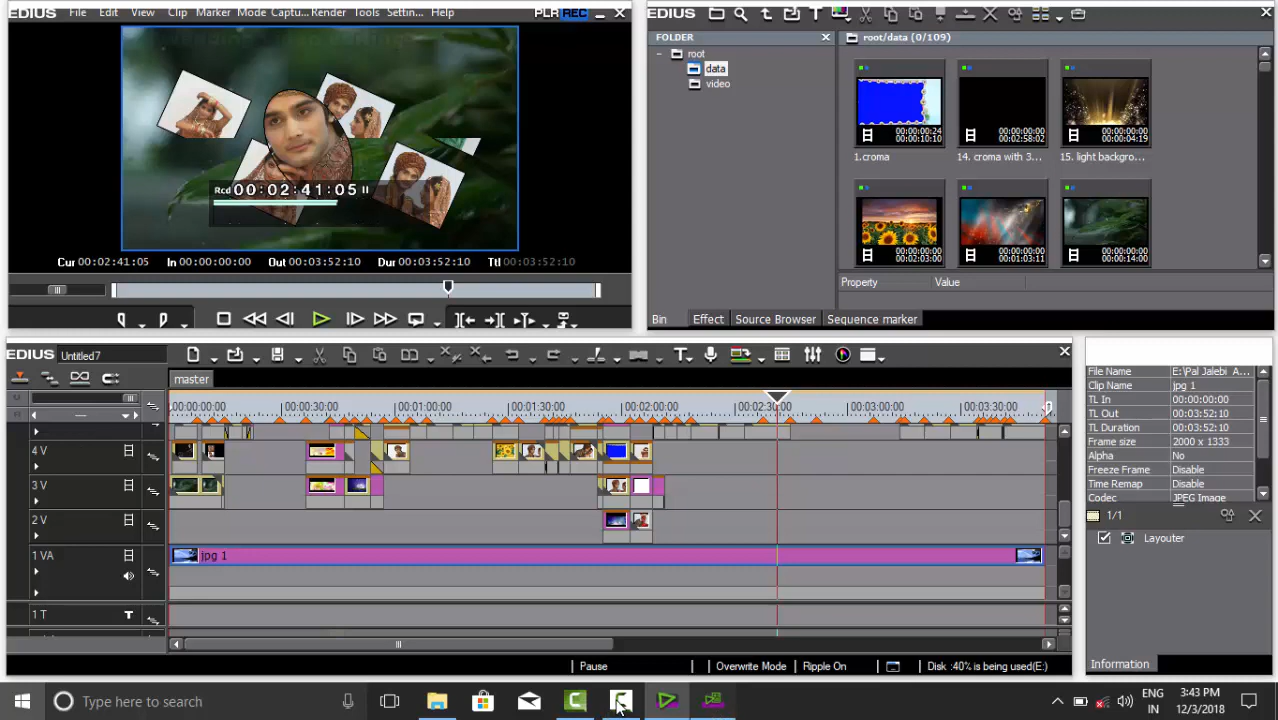 File Edit View Clip Marker Mode Captu... Render Tools Settin... Help PLR REC
Rcd 00:02:41:05 II
Cur 00:02:41:05 In 00:00:00:00 Out 00:03:52:10 Dur 00:03:52:10 Ttl 00:03:52:10
EDIUS
FOLDER
root
data
video
root/data (0/109)
00:00:00:24
00:00:10:10
1.croma
00:00:00:00
00:02:58:02
14. croma with 3...
00:00:00:00
00:00:04:19
15. light backgro...
00:00:00:00
00:02:03:00
00:00:00:00
00:01:03:11
00:00:00:00
00:00:14:00
Property Value
Bin Effect Source Browser Sequence marker
EDIUS Untitled7
master
00:00:00:00 00:00:30:00 00:01:00:00 00:01:30:00 00:02:00:00 00:02:30:00 00:03:00:00 00:03:30:00
4 V
3 V
2 V
1 VA jpg 1
1 T T
Pause Overwrite Mode Ripple On Disk :40% is being used(E:)
File Name E:\Pal Jalebi A...
Clip Name jpg 1
TL In 00:00:00:00
TL Out 00:03:52:10
TL Duration 00:03:52:10
Frame size 2000 x 1333
Alpha No
Freeze Frame Disable
Time Remap Disable
Codec JPEG Image
1/1
Layouter
Information
Type here to search
ENG
IN
3:43 PM
12/3/2018